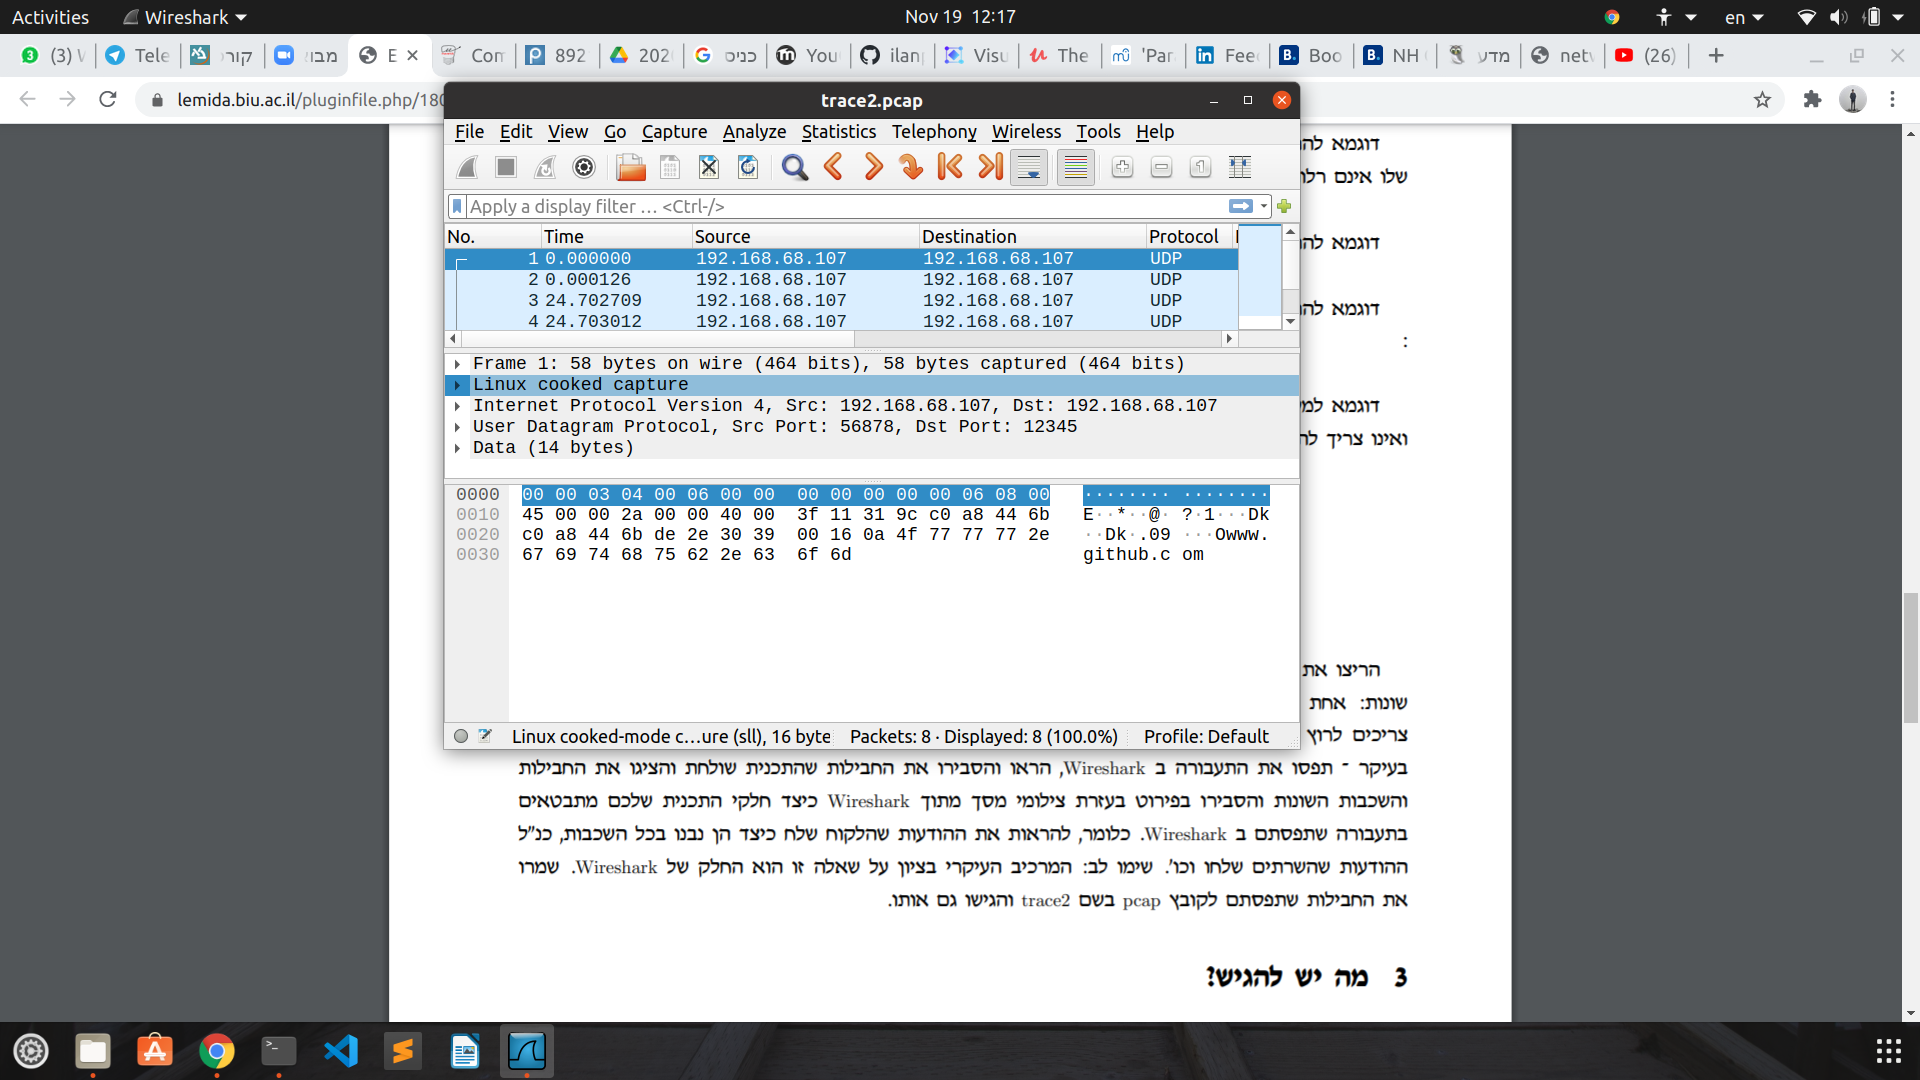 Activities
Wireshark
Nov 19 12:17
en
(3) W
Tele
קורס
מבוי
E
Com
892
202
כניס
You
ilan
Visu
The
'Par
Fee
Boo
NH
מדע
netv
(26)
lemida.biu.ac.il/pluginfile.php/180
trace2.pcap
File Edit View Go Capture Analyze Statistics Telephony Wireless Tools Help
Apply a display filter … <Ctrl-/>
No. Time Source Destination Protocol
1 0.000000 192.168.68.107 192.168.68.107 UDP
2 0.000126 192.168.68.107 192.168.68.107 UDP
3 24.702709 192.168.68.107 192.168.68.107 UDP
4 24.703012 192.168.68.107 192.168.68.107 UDP
Frame 1: 58 bytes on wire (464 bits), 58 bytes captured (464 bits)
Linux cooked capture
Internet Protocol Version 4, Src: 192.168.68.107, Dst: 192.168.68.107
User Datagram Protocol, Src Port: 56878, Dst Port: 12345
Data (14 bytes)
0000 00 00 03 04 00 06 00 00 00 00 00 00 00 06 08 00 ········ ········
0010 45 00 00 2a 00 00 40 00 3f 11 31 9c c0 a8 44 6b E··*··@· ?·1···Dk
0020 c0 a8 44 6b de 2e 30 39 00 16 0a 4f 77 77 77 2e ··Dk·.09 ···Owww.
0030 67 69 74 68 75 62 2e 63 6f 6d github.c om
Linux cooked-mode c…ure (sll), 16 byte
Packets: 8 · Displayed: 8 (100.0%)
Profile: Default
דוגמא להר
שלו אינם רלו
דוגמא להר
דוגמא להר
:
דוגמא למי
ואינו צריך לה
הריצו את
שונות: אחת
צריכים לרוץ
בעיקר - תפסו את התעבורה ב Wireshark, הראו והסבירו את החבילות שהתכנית שולחת והציגו את החבילות
והשכבות השונות והסבירו בפירוט בעזרת צילומי מסך מתוך Wireshark כיצד חלקי התכנית שלכם מתבטאים
בתעבורה שתפסתם ב Wireshark. כלומר, להראות את ההודעות שהלקוח שלח כיצד הן נבנו בכל השכבות, כנ"ל
ההודעות שהשרתים שלחו וכו'. שימו לב: המרכיב העיקרי בציון על שאלה זו הוא החלק של Wireshark. שמרו
את החבילות שתפסתם לקובץ pcap בשם trace2 והגישו גם אותו.
3 מה יש להגיש?